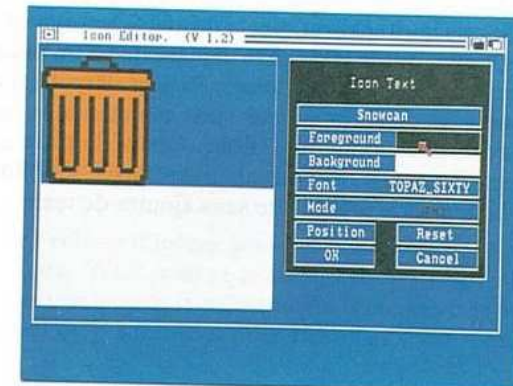 Icon Editor. (V 1.2)
Icon Text
Snowcan
Foreground
Background
Font TOPAZ_SIXTY
Mode
Position Reset
OK Cancel